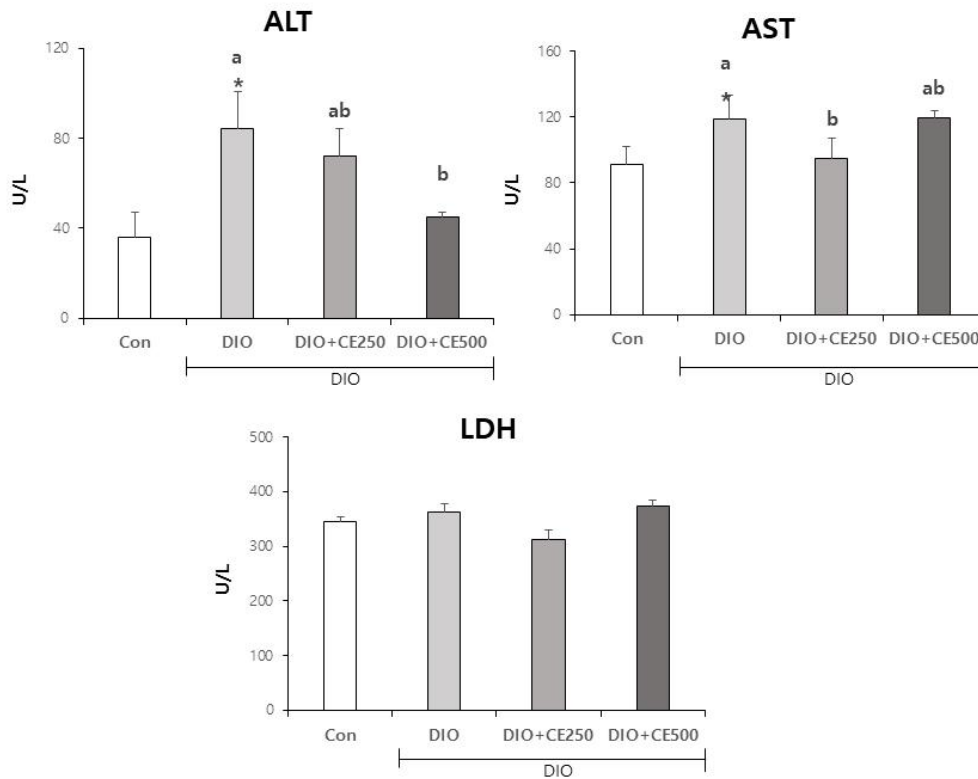 ALT
120
80
40
0
U/L
a
*
ab
b
Con DIO DIO+CE250 DIO+CE500
DIO
AST
160
120
80
40
0
U/L
a
*
b
ab
Con DIO DIO+CE250 DIO+CE500
DIO
LDH
500
400
300
200
100
0
U/L
Con DIO DIO+CE250 DIO+CE500
DIO